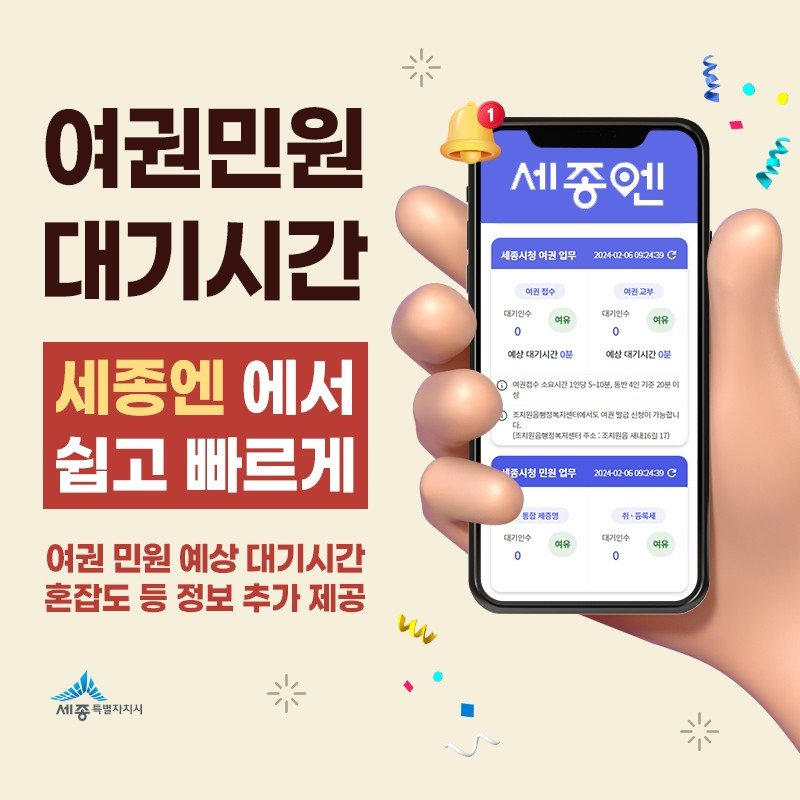 여권민원
대기시간
세종엔 에서
쉽고 빠르게
여권 민원 예상 대기시간
혼잡도 등 정보 추가 제공
세종특별자치시
1
세종엔
세종시청 여권 업무 2024-02-06 09:24:39
여권 접수 여권 교부
대기인수 대기인수
0 여유 0 여유
예상 대기시간 0분 예상 대기시간 0분
여권접수 소요시간 1인당 5~10분, 동반 4인 기준 20분 이
상
조치원읍행정복지센터에서도 여권 발급 신청이 가능합니
다.
(조치원읍행정복지센터 주소 : 조치원읍 새내16길 17)
세종시청 민원 업무 2024-02-06 09:24:39
통합 제증명 취·등록세
대기인수 대기인수
0 여유 0 여유